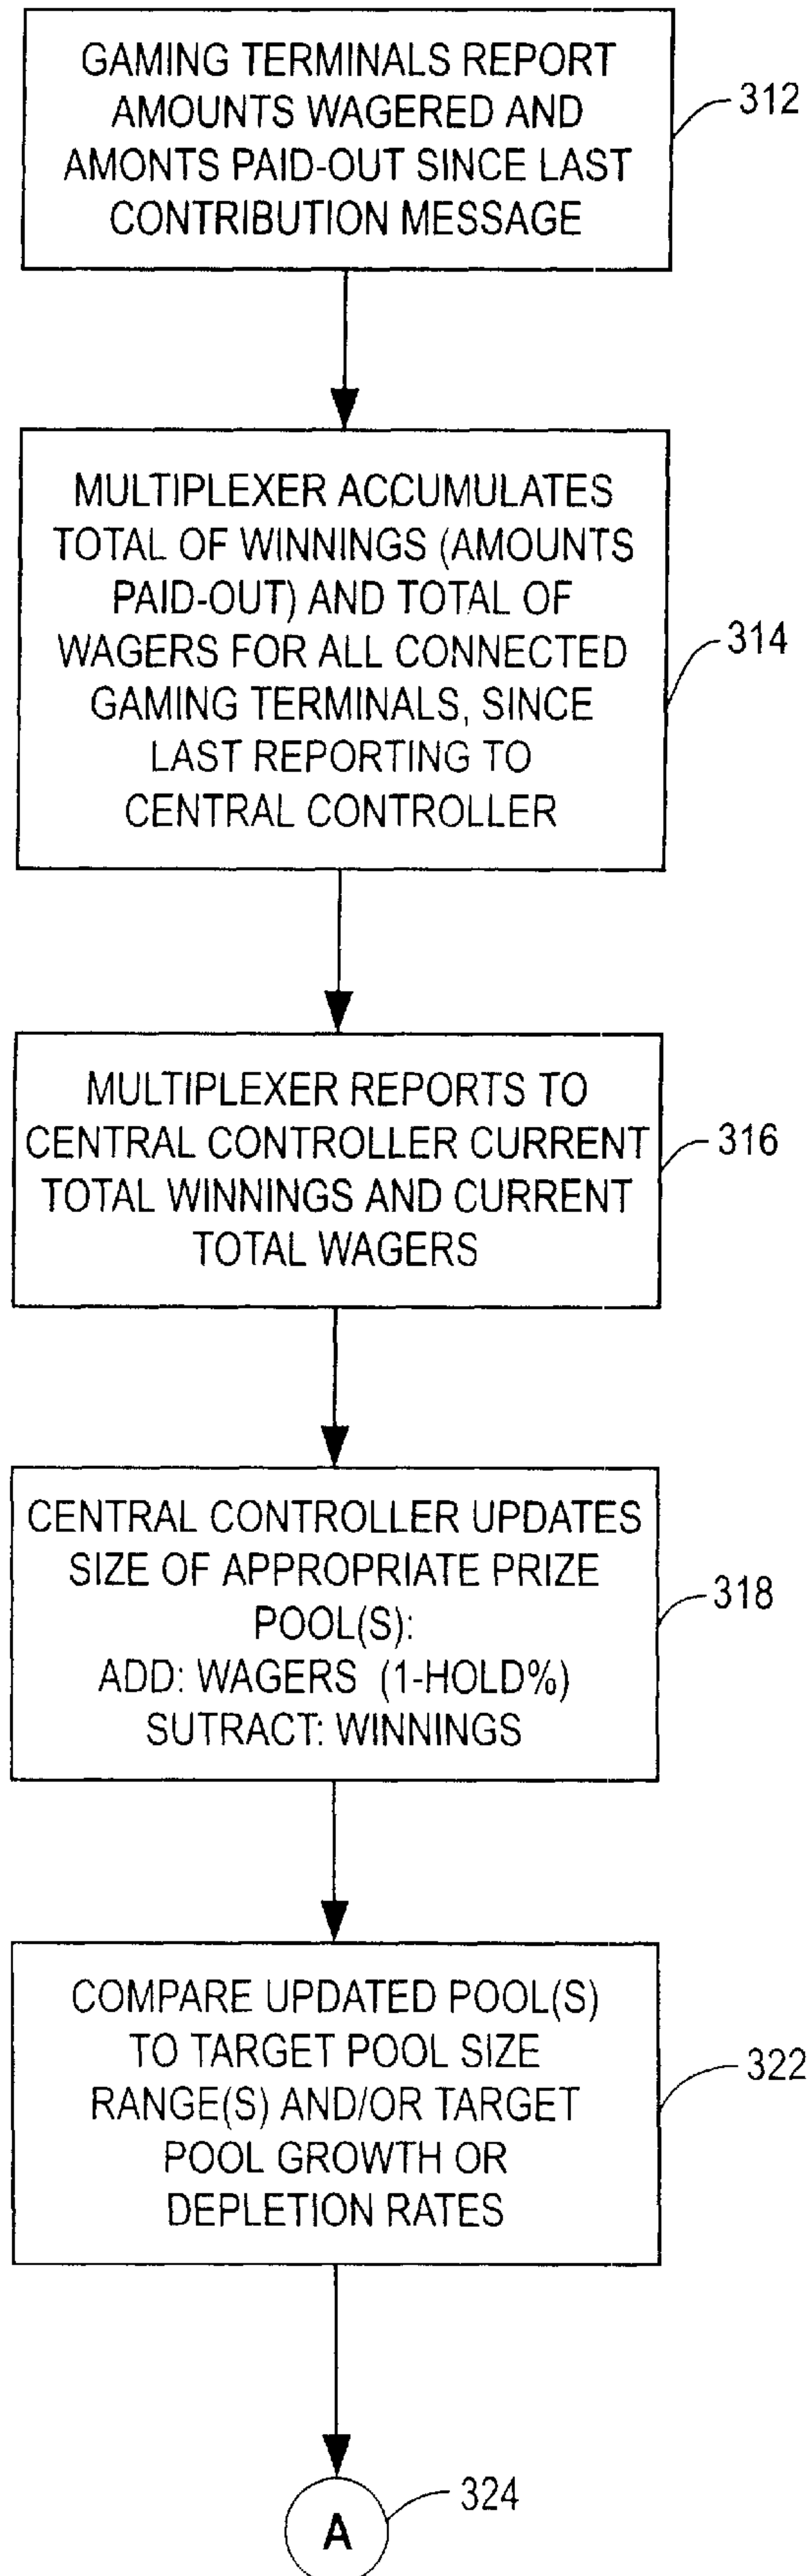 GAMING TERMINALS REPORT
AMOUNTS WAGERED AND
AMONTS PAID-OUT SINCE LAST
CONTRIBUTION MESSAGE
312
MULTIPLEXER ACCUMULATES
TOTAL OF WINNINGS (AMOUNTS
PAID-OUT) AND TOTAL OF
WAGERS FOR ALL CONNECTED
GAMING TERMINALS, SINCE
LAST REPORTING TO
CENTRAL CONTROLLER
314
MULTIPLEXER REPORTS TO
CENTRAL CONTROLLER CURRENT
TOTAL WINNINGS AND CURRENT
TOTAL WAGERS
316
CENTRAL CONTROLLER UPDATES
SIZE OF APPROPRIATE PRIZE
POOL(S):
ADD: WAGERS (1-HOLD%)
SUTRACT: WINNINGS
318
COMPARE UPDATED POOL(S)
TO TARGET POOL SIZE
RANGE(S) AND/OR TARGET
POOL GROWTH OR
DEPLETION RATES
322
A
324